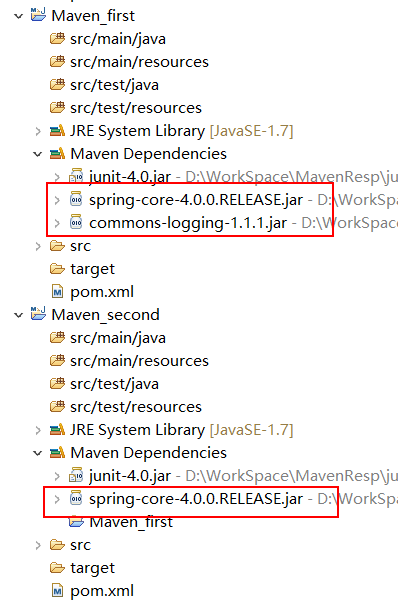 Maven_first
src/main/java
src/main/resources
src/test/java
src/test/resources
JRE System Library [JavaSE-1.7]
Maven Dependencies
junit-4.0.jar - D:\WorkSpace\MavenResp\ju
spring-core-4.0.0.RELEASE.jar - D:\WorkSpa
commons-logging-1.1.1.jar - D:\WorkSpac
src
target
pom.xml
Maven_second
src/main/java
src/main/resources
src/test/java
src/test/resources
JRE System Library [JavaSE-1.7]
Maven Dependencies
junit-4.0.jar - D:\WorkSpace\MavenResp\ju
spring-core-4.0.0.RELEASE.jar - D:\WorkSpa
Maven_first
src
target
pom.xml